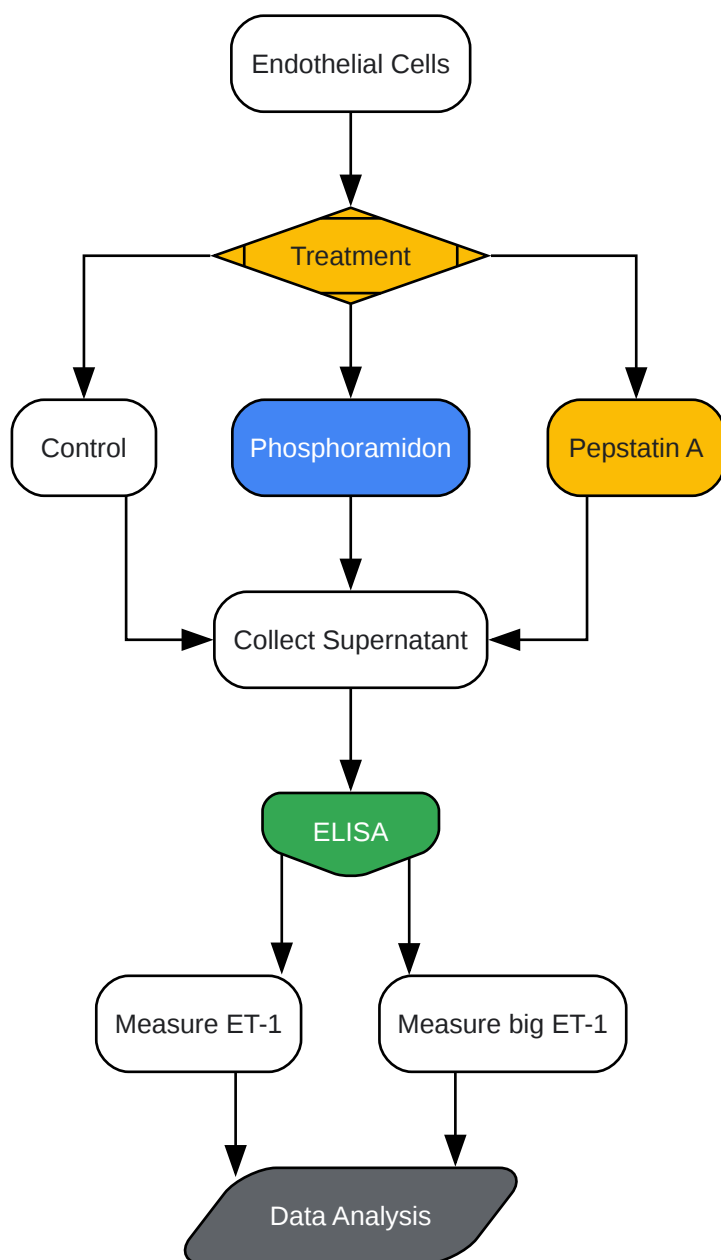 Endothelial Cells
Treatment
Control
Phosphoramidon
Pepstatin A
Collect Supernatant
ELISA
Measure ET-1
Measure big ET-1
Data Analysis